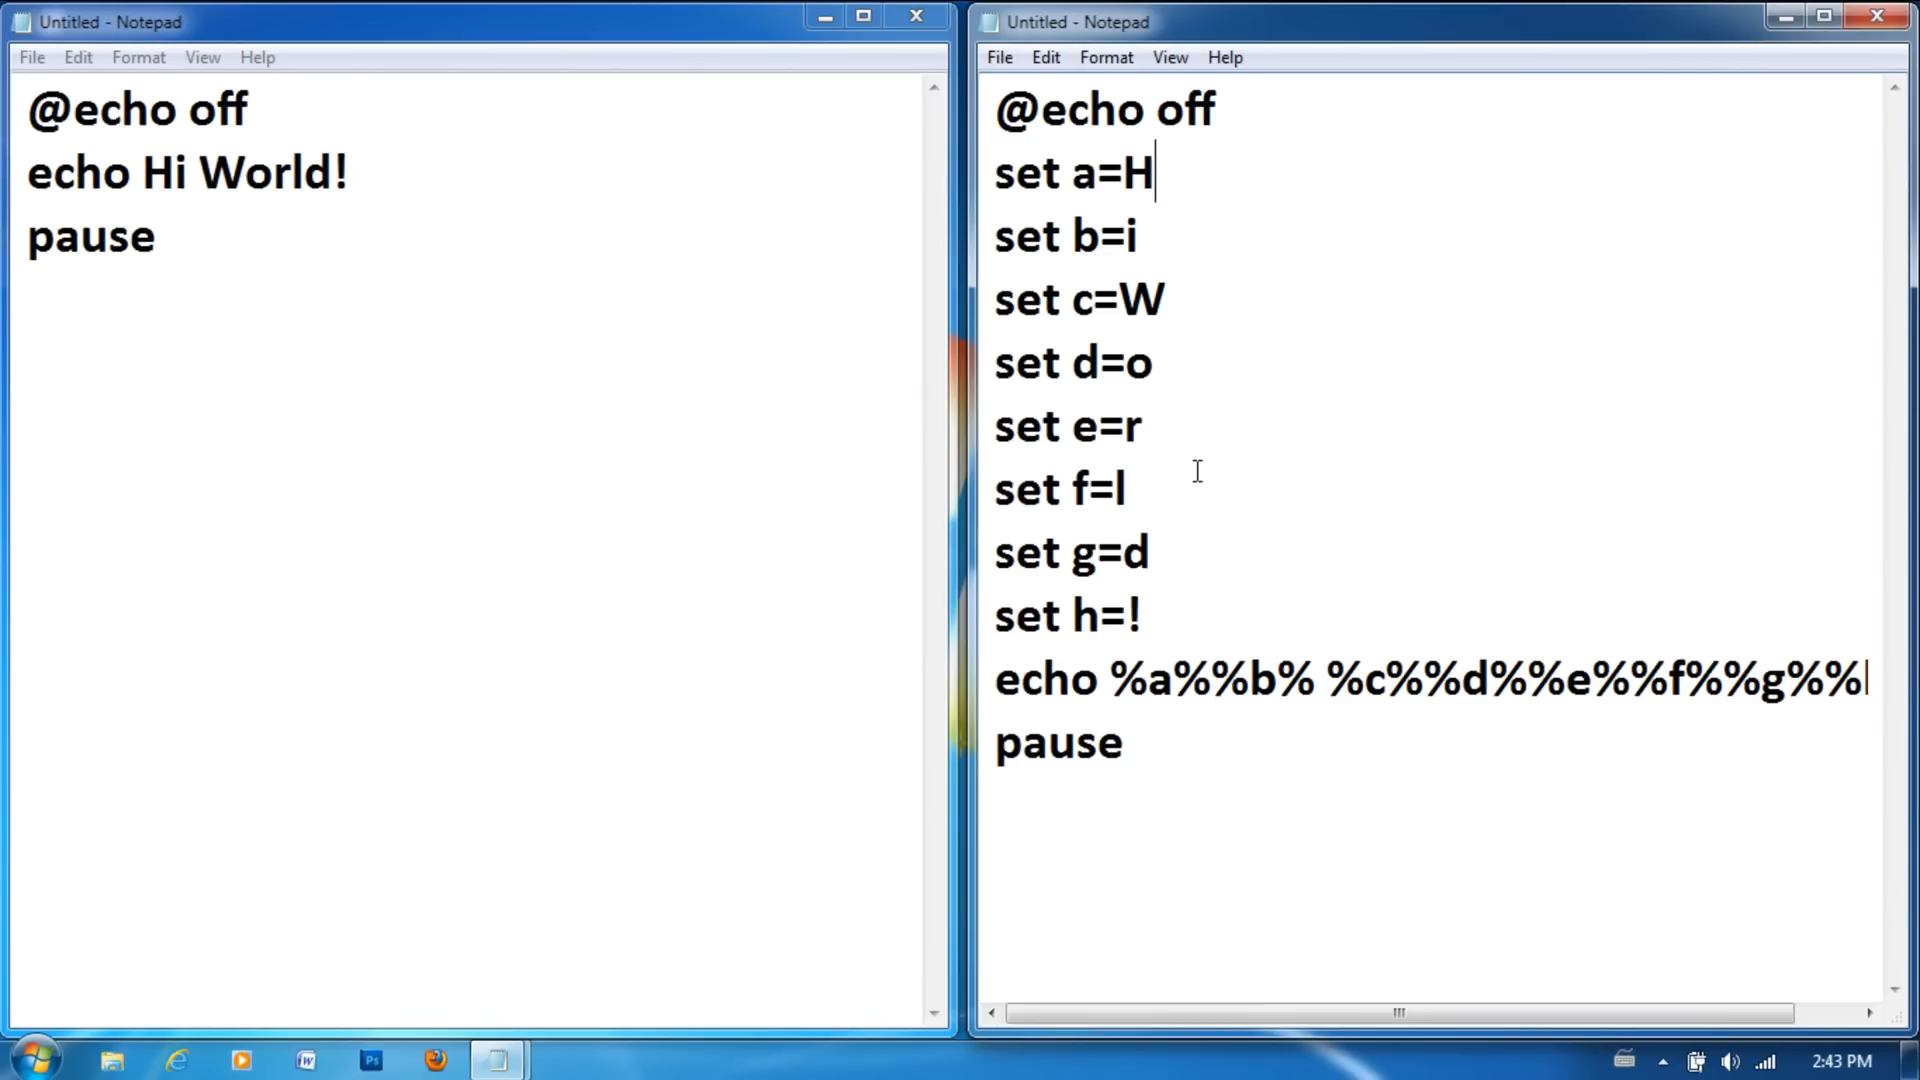 Untitled - Notepad
File Edit Format View Help
@echo off
echo Hi World!
pause
Untitled - Notepad
File Edit Format View Help
@echo off
set a=H
set b=i
set c=W
set d=o
set e=r
set f=l
set g=d
set h=!
echo %a%%b% %c%%d%%e%%f%%g%%
pause
W
Ps
2:43 PM